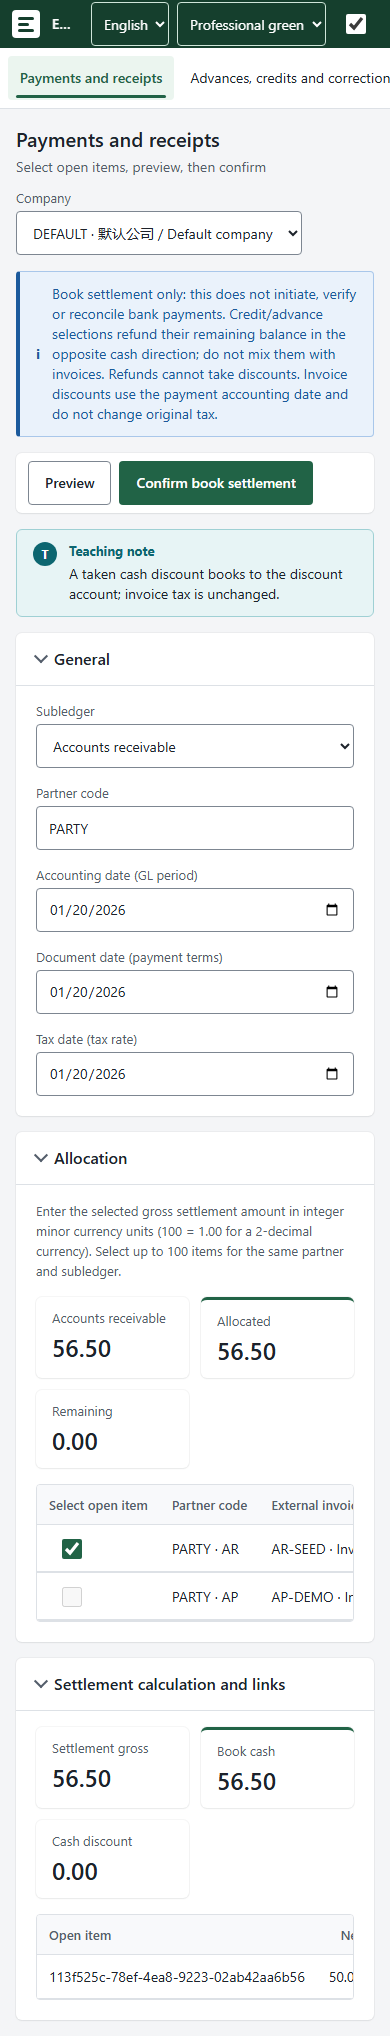 E...
English
Professional green
Payments and receipts
Advances, credits and correction
Payments and receipts
Select open items, preview, then confirm
Company
DEFAULT · 默认公司 / Default company
Book settlement only: this does not initiate, verify
or reconcile bank payments. Credit/advance
selections refund their remaining balance in the
i
opposite cash direction; do not mix them with
invoices. Refunds cannot take discounts. Invoice
discounts use the payment accounting date and
do not change original tax.
Preview
Confirm book settlement
T
Teaching note
A taken cash discount books to the discount
account; invoice tax is unchanged.
General
Subledger
Accounts receivable
Partner code
PARTY
Accounting date (GL period)
01/20/2026
Document date (payment terms)
01/20/2026
Tax date (tax rate)
01/20/2026
Allocation
Enter the selected gross settlement amount in integer
minor currency units (100 = 1.00 for a 2-decimal
currency). Select up to 100 items for the same partner
and subledger.
Accounts receivable
56.50
Allocated
56.50
Remaining
0.00
Select open item
Partner code
External invoi
PARTY · AR
AR-SEED · Inv
PARTY · AP
AP-DEMO · I
Settlement calculation and links
Settlement gross
56.50
Book cash
56.50
Cash discount
0.00
Open item
Ne
113f525c-78ef-4ea8-9223-02ab42aa6b56
50.0